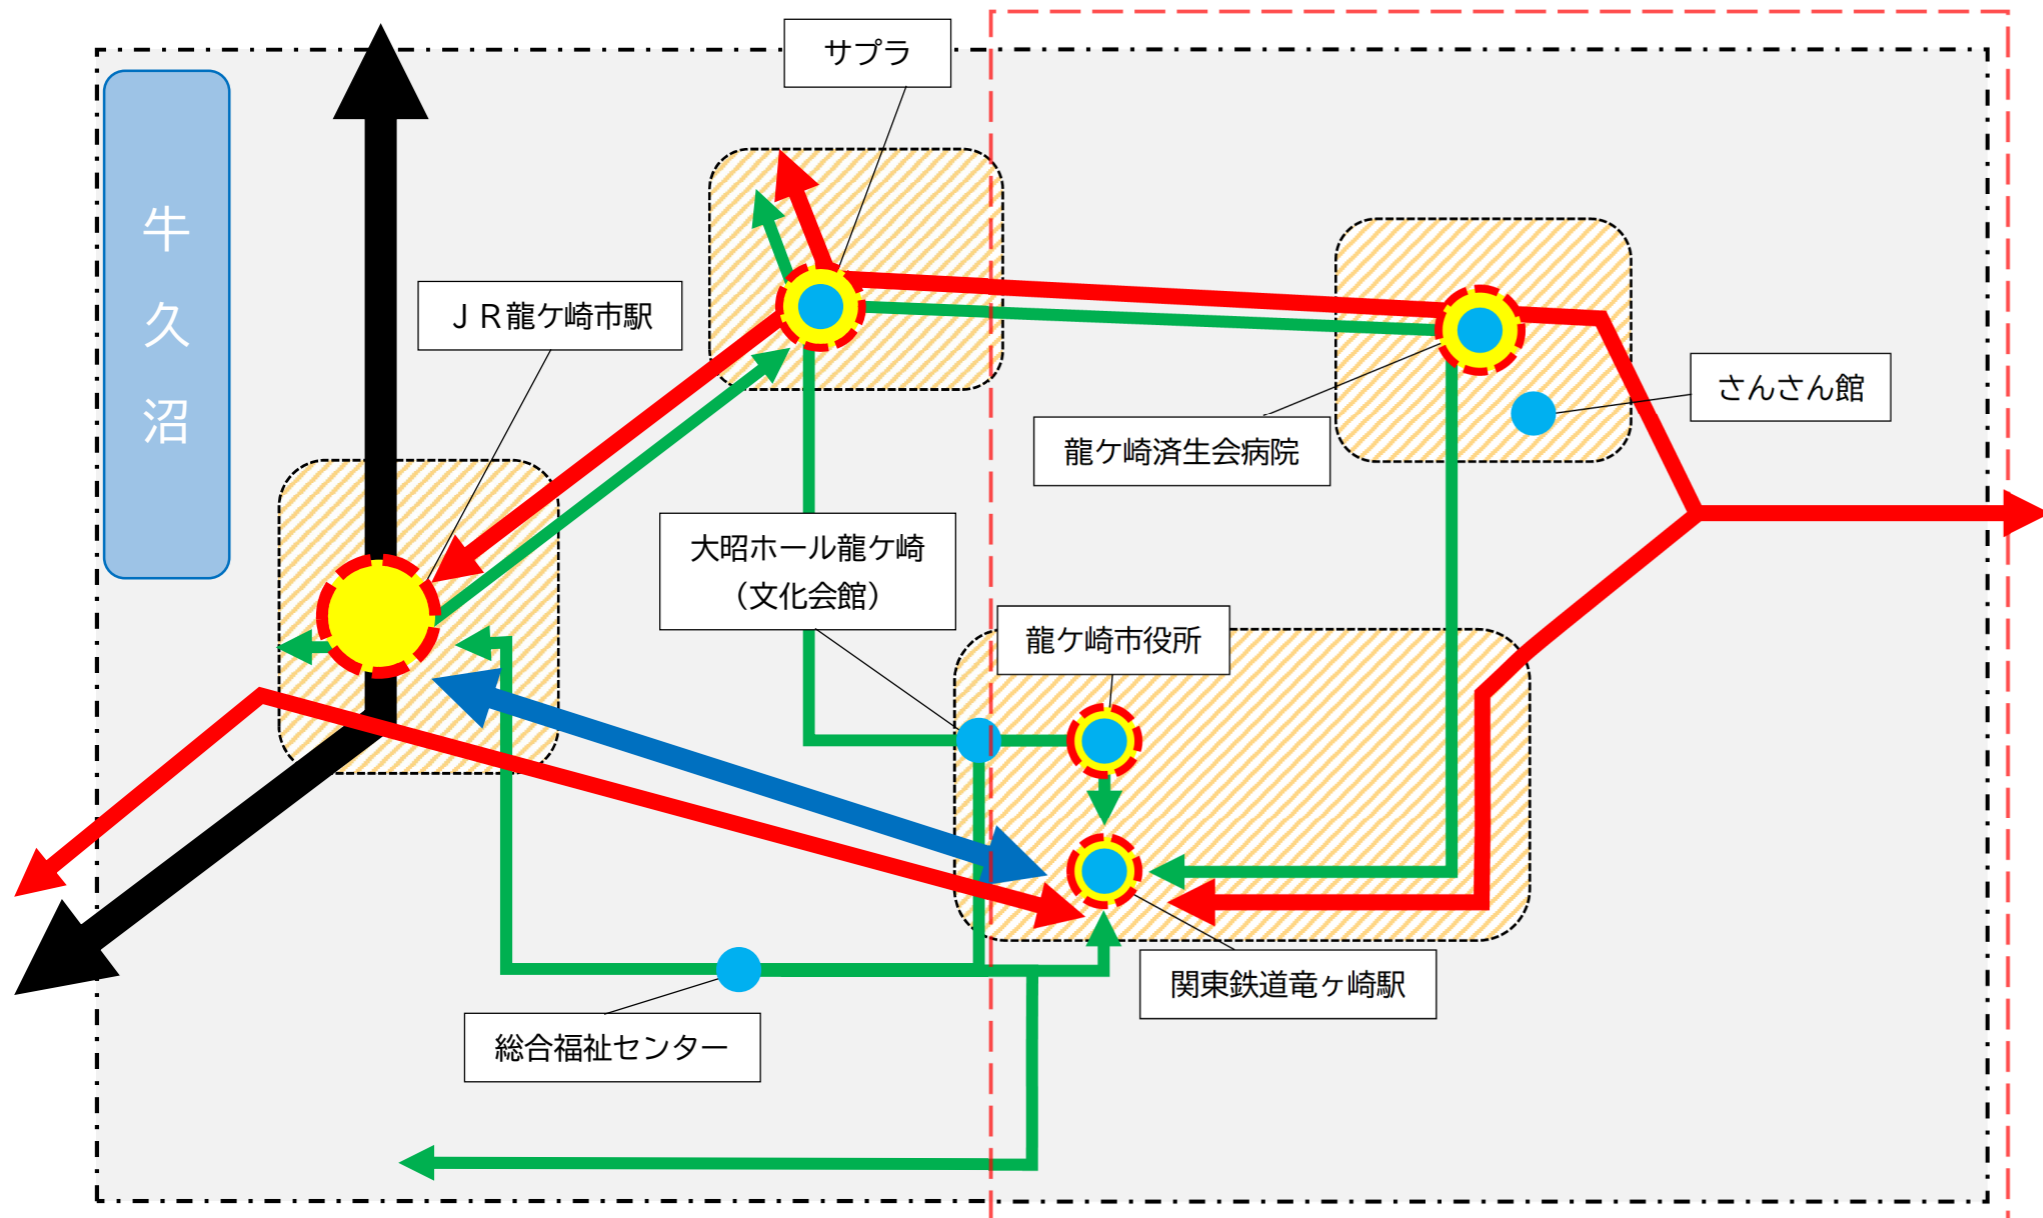 サプラ
牛
久
沼
ＪＲ龍ケ崎市駅
さんさん館
龍ケ崎済生会病院
大昭ホール龍ケ崎
（文化会館）
龍ケ崎市役所
関東鉄道竜ヶ崎駅
総合福祉センター